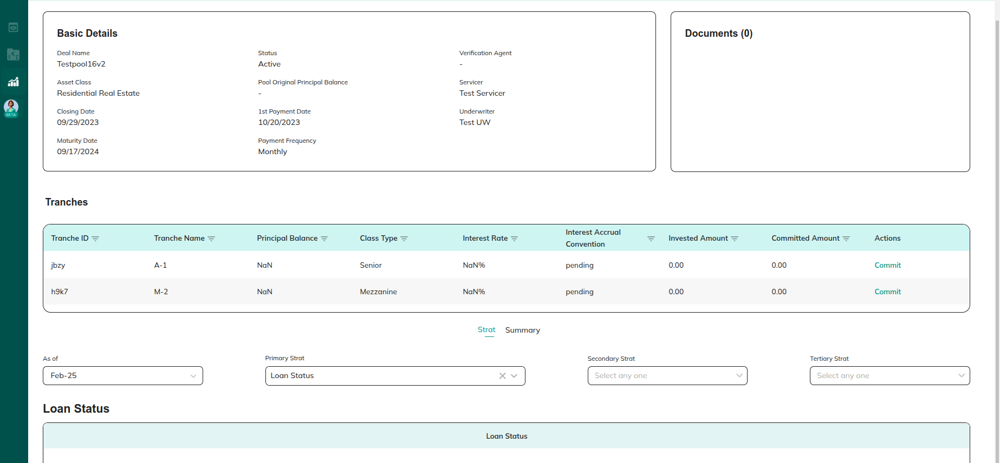 BETA
Basic Details
Deal Name
Testpool16v2
Status
Active
Verification Agent
-
Asset Class
Residential Real Estate
Pool Original Principal Balance
-
Servicer
Test Servicer
Closing Date
09/29/2023
1st Payment Date
10/20/2023
Underwriter
Test UW
Maturity Date
09/17/2024
Payment Frequency
Monthly
Documents (0)
Tranches
Tranche ID Tranche Name Principal Balance Class Type Interest Rate Interest Accrual Convention Invested Amount Committed Amount Actions
jbzy A-1 NaN Senior NaN% pending 0.00 0.00 Commit
h9k7 M-2 NaN Mezzanine NaN% pending 0.00 0.00 Commit
Strat Summary
As of
Feb-25
Primary Strat
Loan Status
Secondary Strat
Select any one
Tertiary Strat
Select any one
Loan Status
Loan Status